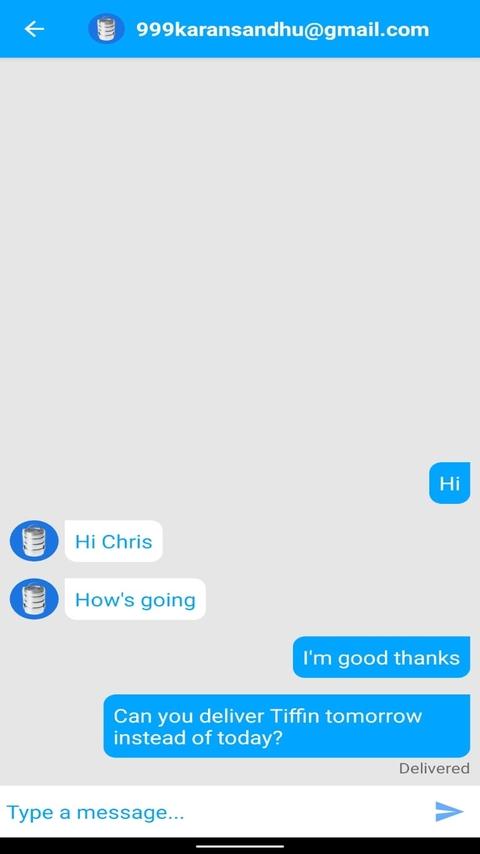 999karansandhu@gmail.com
Hi
Hi Chris
How's going
I'm good thanks
Can you deliver Tiffin tomorrow
instead of today?
Delivered
Type a message...